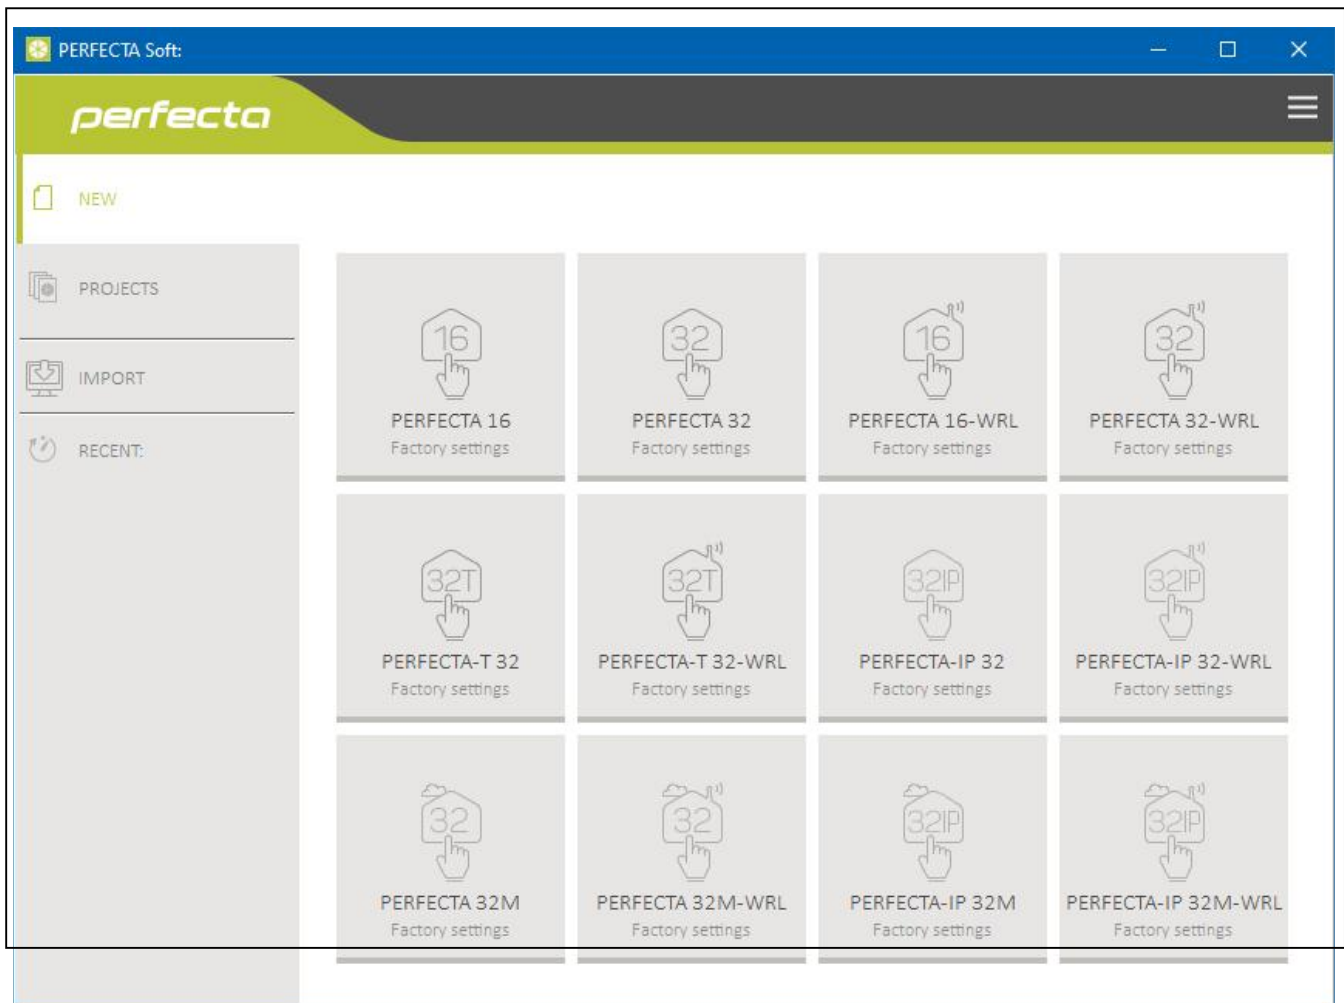 PERFECTA Soft:
perfecta
NEW
PROJECTS
IMPORT
RECENT:
16
32
16
32
PERFECTA 16
PERFECTA 32
PERFECTA 16-WRL
PERFECTA 32-WRL
Factory settings
Factory settings
Factory settings
Factory settings
32T
32T
32IP
32IP
PERFECTA-T 32
PERFECTA-T 32-WRL
PERFECTA-IP 32
PERFECTA-IP 32-WRL
Factory settings
Factory settings
Factory settings
Factory settings
32
32
32IP
32IP
PERFECTA 32M
PERFECTA 32M-WRL
PERFECTA-IP 32M
PERFECTA-IP 32M-WRL
Factory settings
Factory settings
Factory settings
Factory settings